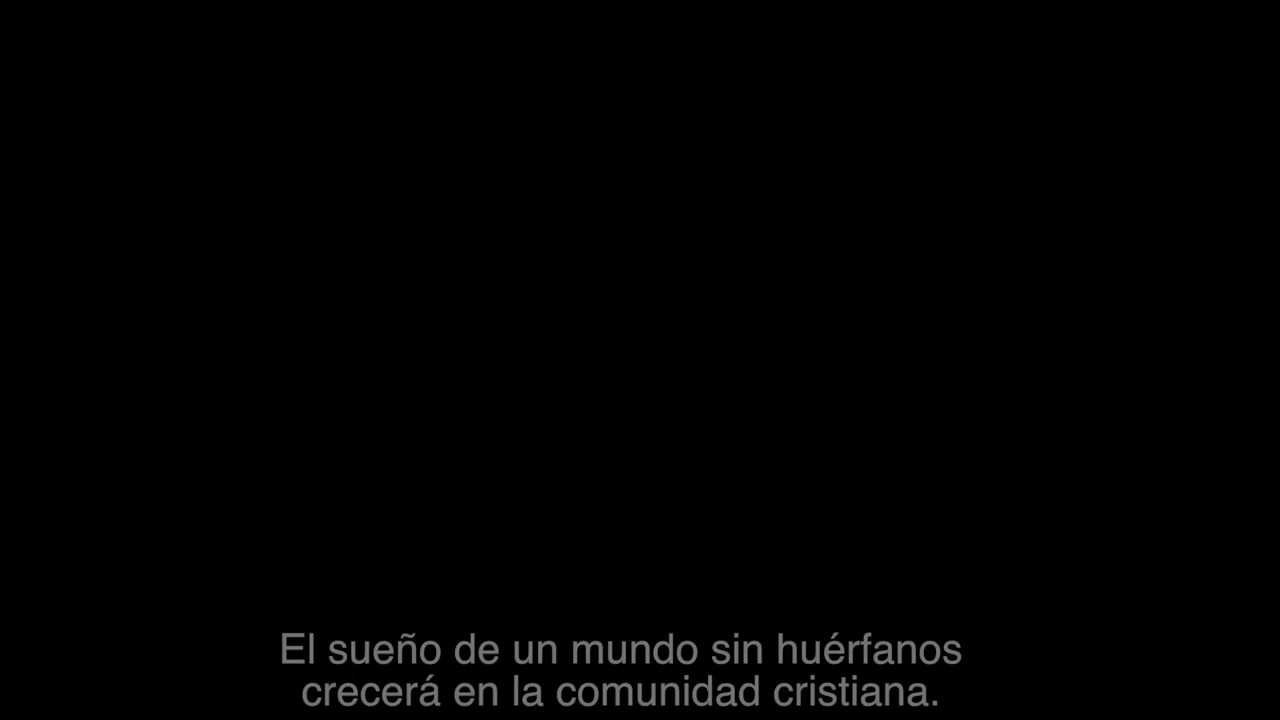 El sueño de un mundo sin huérfanos
crecerá en la comunidad cristiana.